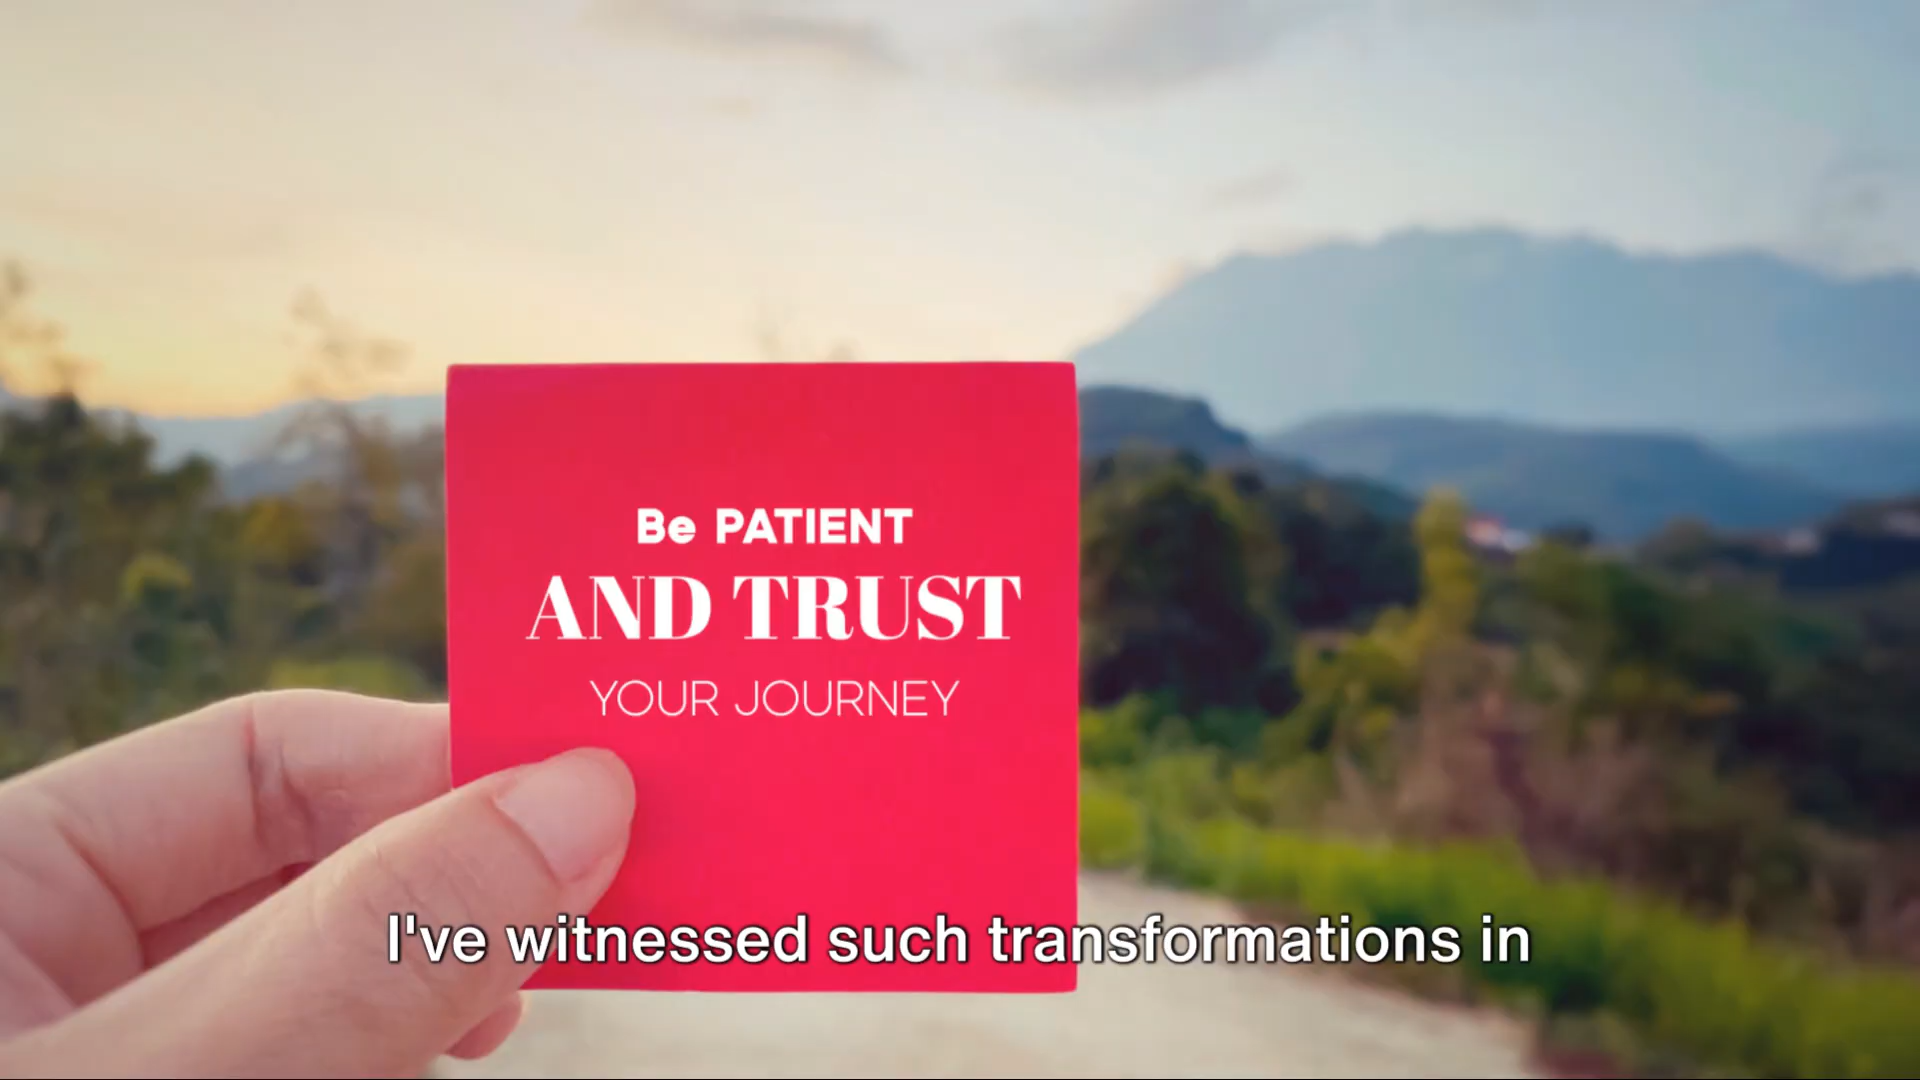 Be PATIENT
AND TRUST
YOUR JOURNEY
I've witnessed such transformations in